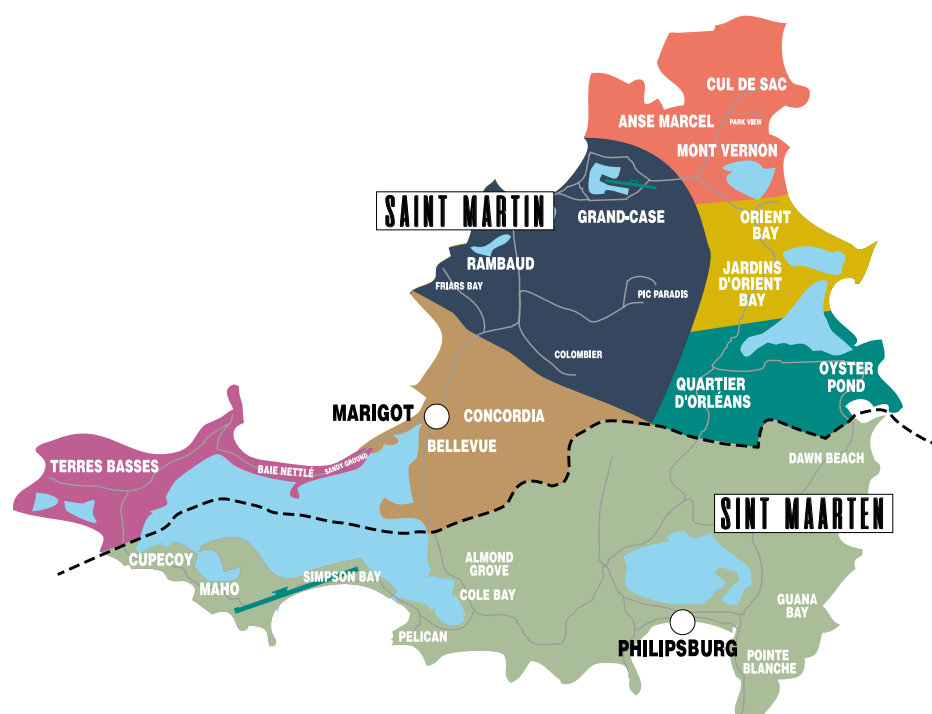 CUL DE SAC
ANSE MARCEL
PARK VIEW
MONT VERNON
SAINT MARTIN
GRAND-CASE
ORIENT
BAY
RAMBAUD
JARDINS
D'ORIENT
BAY
FRIARS BAY
PIC PARADIS
COLOMBIER
OYSTER
POND
QUARTIER
D'ORLÉANS
MARIGOT
CONCORDIA
BELLEVUE
TERRES BASSES
BAIE NETTLÉ
SANDY GROUND
DAWN BEACH
SINT MAARTEN
CUPECOY
ALMOND
GROVE
SIMPSON BAY
MAHO
COLE BAY
GUANA
BAY
PELICAN
PHILIPSBURG
POINTE
BLANCHE